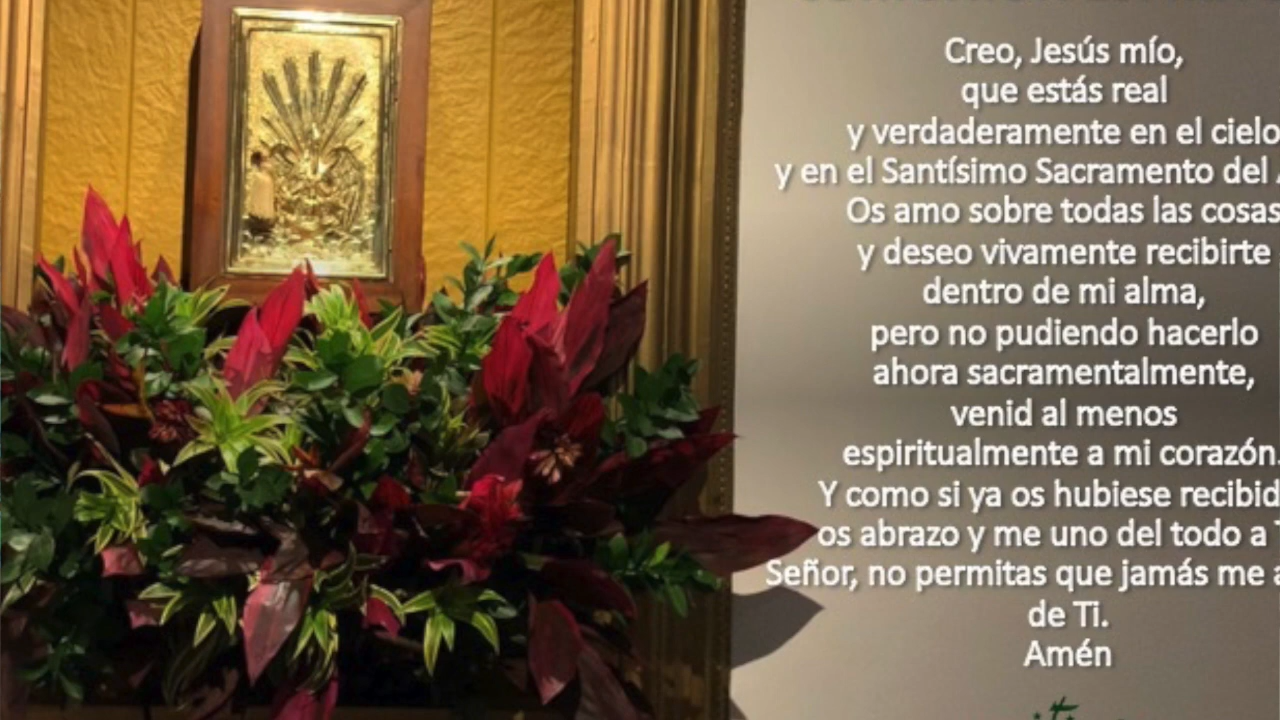 Creo, Jesús mío,
que estás real
y verdaderamente en el cielo
y en el Santísimo Sacramento del
Os amo sobre todas las cosas
y deseo vivamente recibirte
dentro de mi alma,
pero no pudiendo hacerlo
ahora sacramentalmente,
venid al menos
espiritualmente a mi corazón.
Y como si ya os hubiese recibid
os abrazo y me uno del todo a
Señor, no permitas que jamás me
de Ti.
Amén